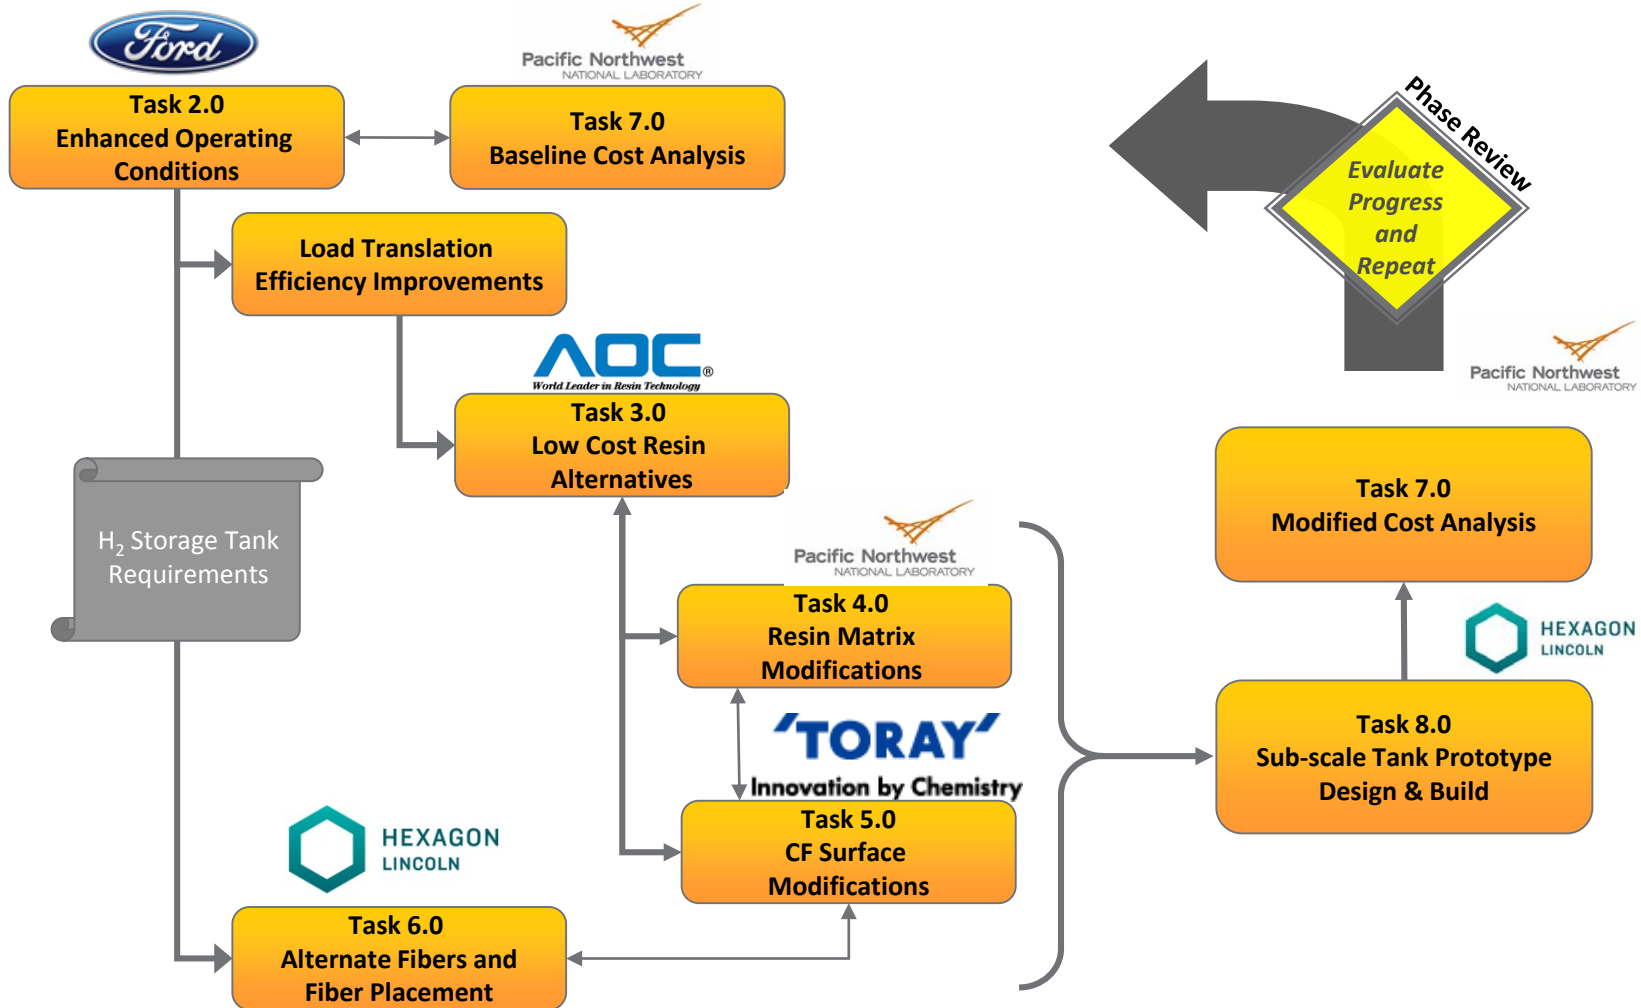 Ford
Pacific Northwest
NATIONAL LABORATORY
Task 2.0
Enhanced Operating
Conditions
Task 7.0
Baseline Cost Analysis
Phase Review
Evaluate
Progress
and
Repeat
Load Translation
Efficiency Improvements
AOC®
World Leader in Resin Technology
Pacific Northwest
NATIONAL LABORATORY
Task 3.0
Low Cost Resin
Alternatives
Task 7.0
Modified Cost Analysis
H₂ Storage Tank
Requirements
Pacific Northwest
NATIONAL LABORATORY
Task 4.0
Resin Matrix
Modifications
HEXAGON
LINCOLN
'TORAY'
Innovation by Chemistry
Task 8.0
Sub-scale Tank Prototype
Design & Build
Task 5.0
CF Surface
Modifications
HEXAGON
LINCOLN
Task 6.0
Alternate Fibers and
Fiber Placement